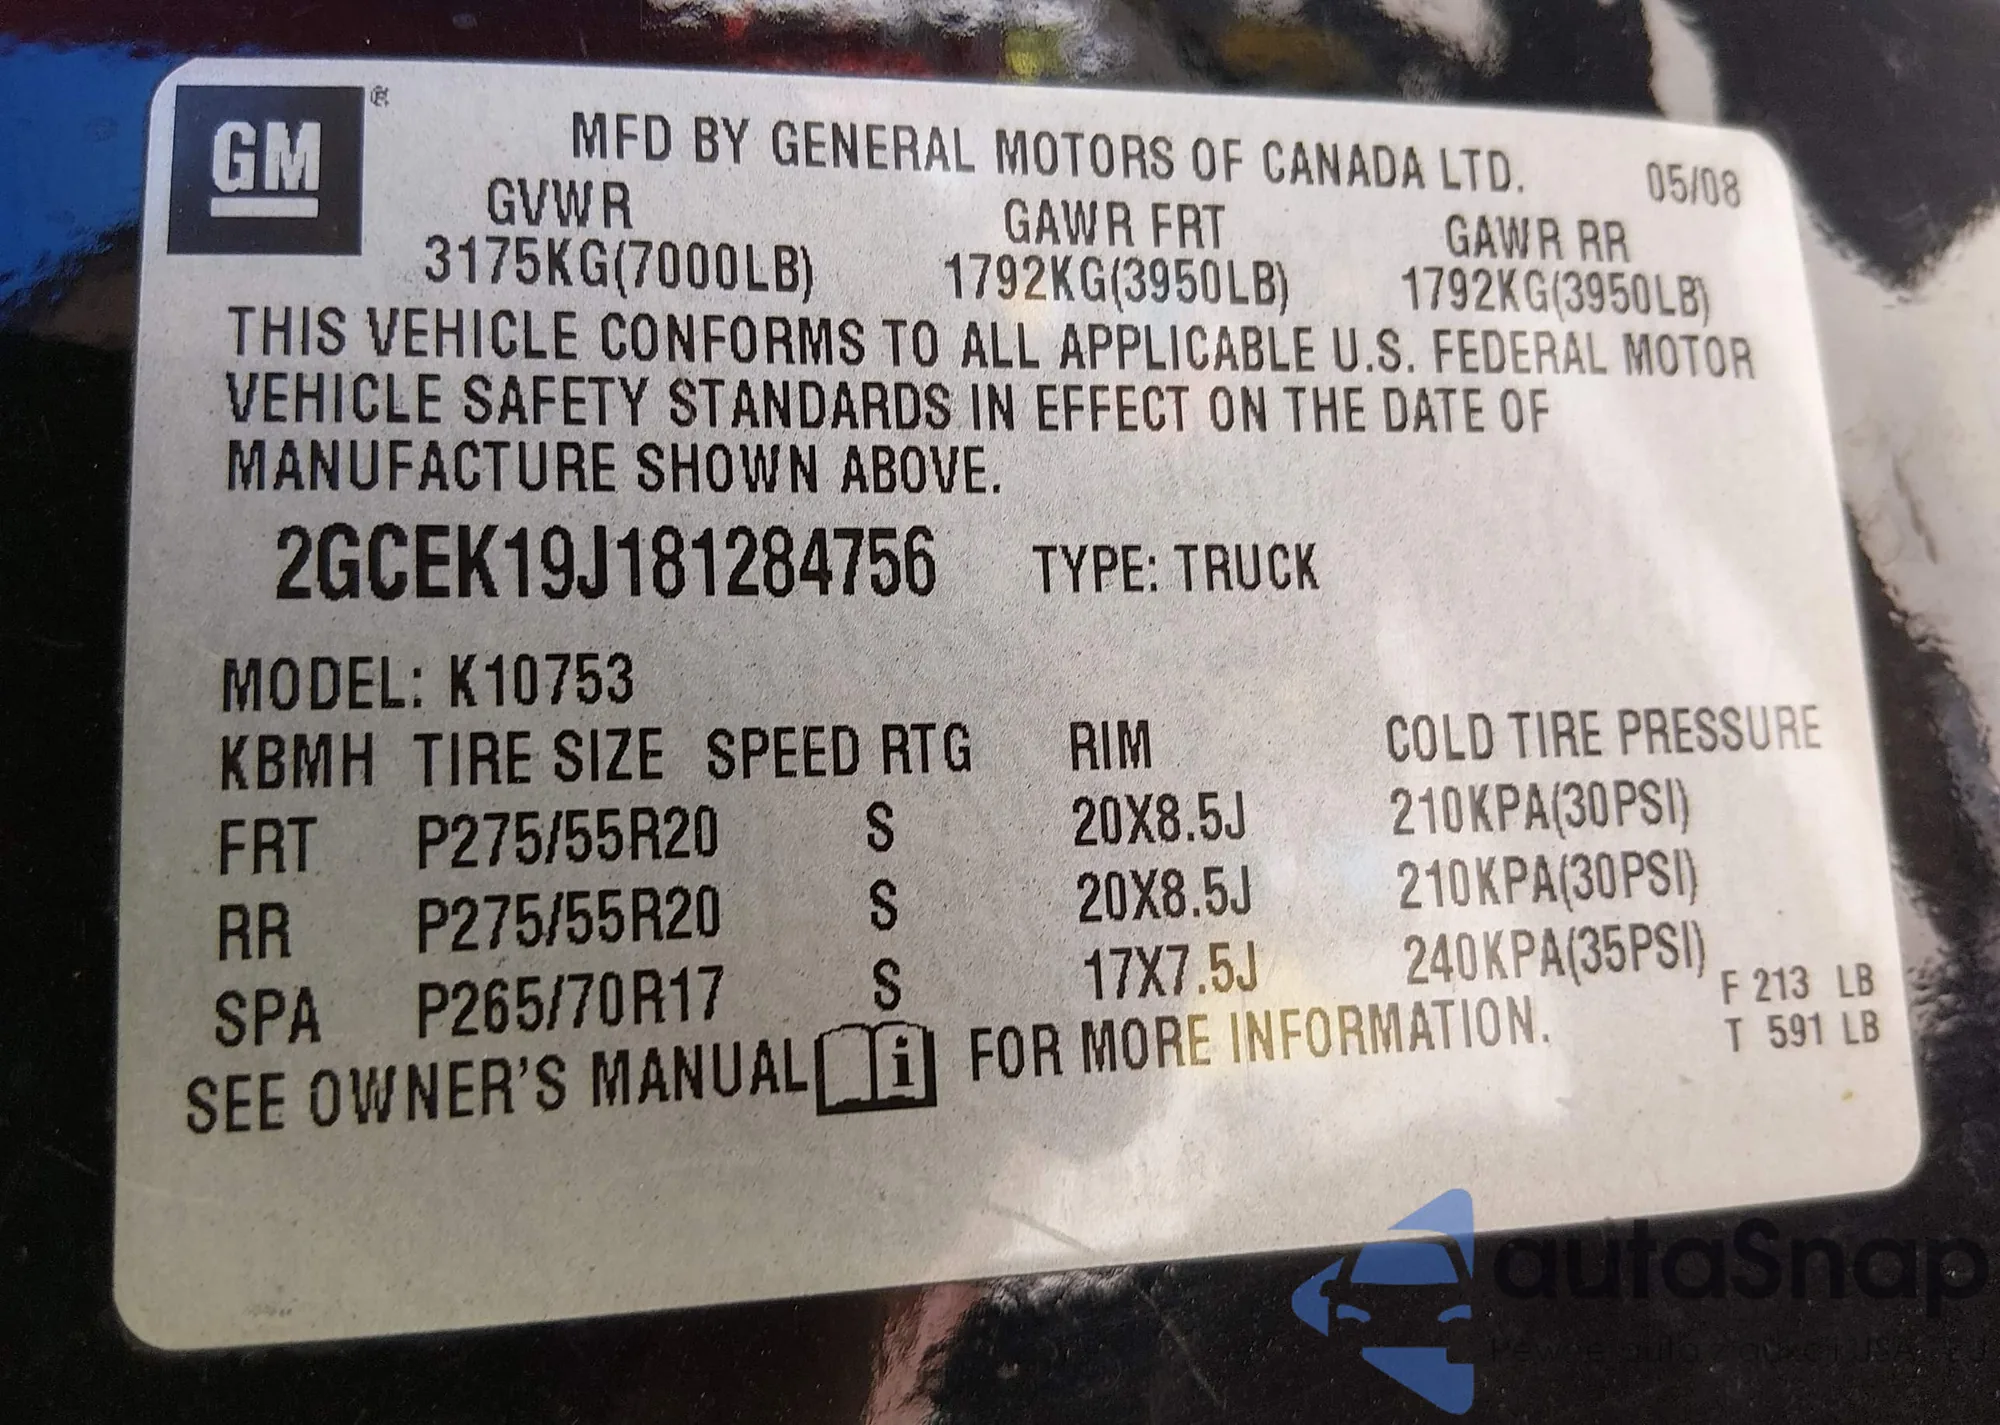 GM ®
MFD BY GENERAL MOTORS OF CANADA LTD. 05/08
GVWR GAWR FRT GAWR RR
3175KG(7000LB) 1792KG(3950LB) 1792KG(3950LB)
THIS VEHICLE CONFORMS TO ALL APPLICABLE U.S. FEDERAL MOTOR
VEHICLE SAFETY STANDARDS IN EFFECT ON THE DATE OF
MANUFACTURE SHOWN ABOVE.
2GCEK19J181284756 TYPE: TRUCK
MODEL: K10753
KBMH TIRE SIZE SPEED RTG RIM COLD TIRE PRESSURE
FRT P275/55R20 S 20X8.5J 210KPA(30PSI)
RR P275/55R20 S 20X8.5J 210KPA(30PSI)
SPA P265/70R17 S 17X7.5J 240KPA(35PSI)
F 213 LB
T 591 LB
SEE OWNER'S MANUAL i FOR MORE INFORMATION.
autaSnap
auta z USA